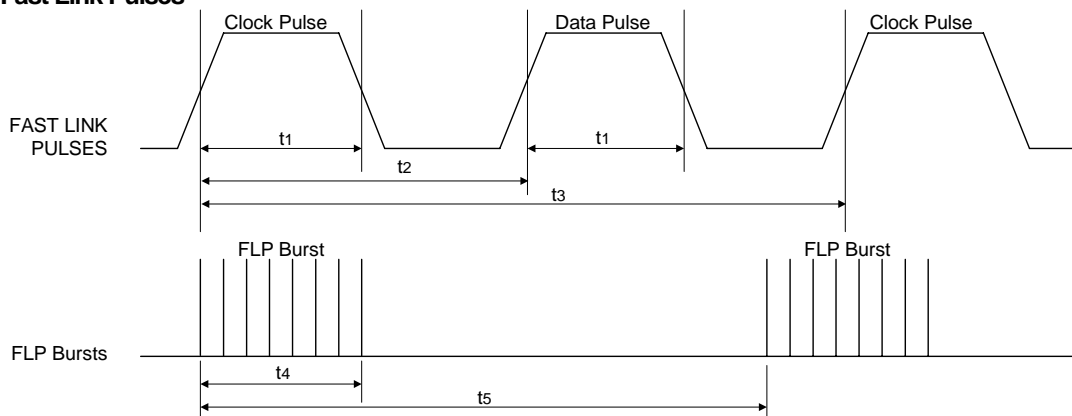 Fast Link Pulses
Clock Pulse
Data Pulse
Clock Pulse
FAST LINK
PULSES
t1
t1
t2
t3
FLP Burst
FLP Burst
FLP Bursts
t4
t5